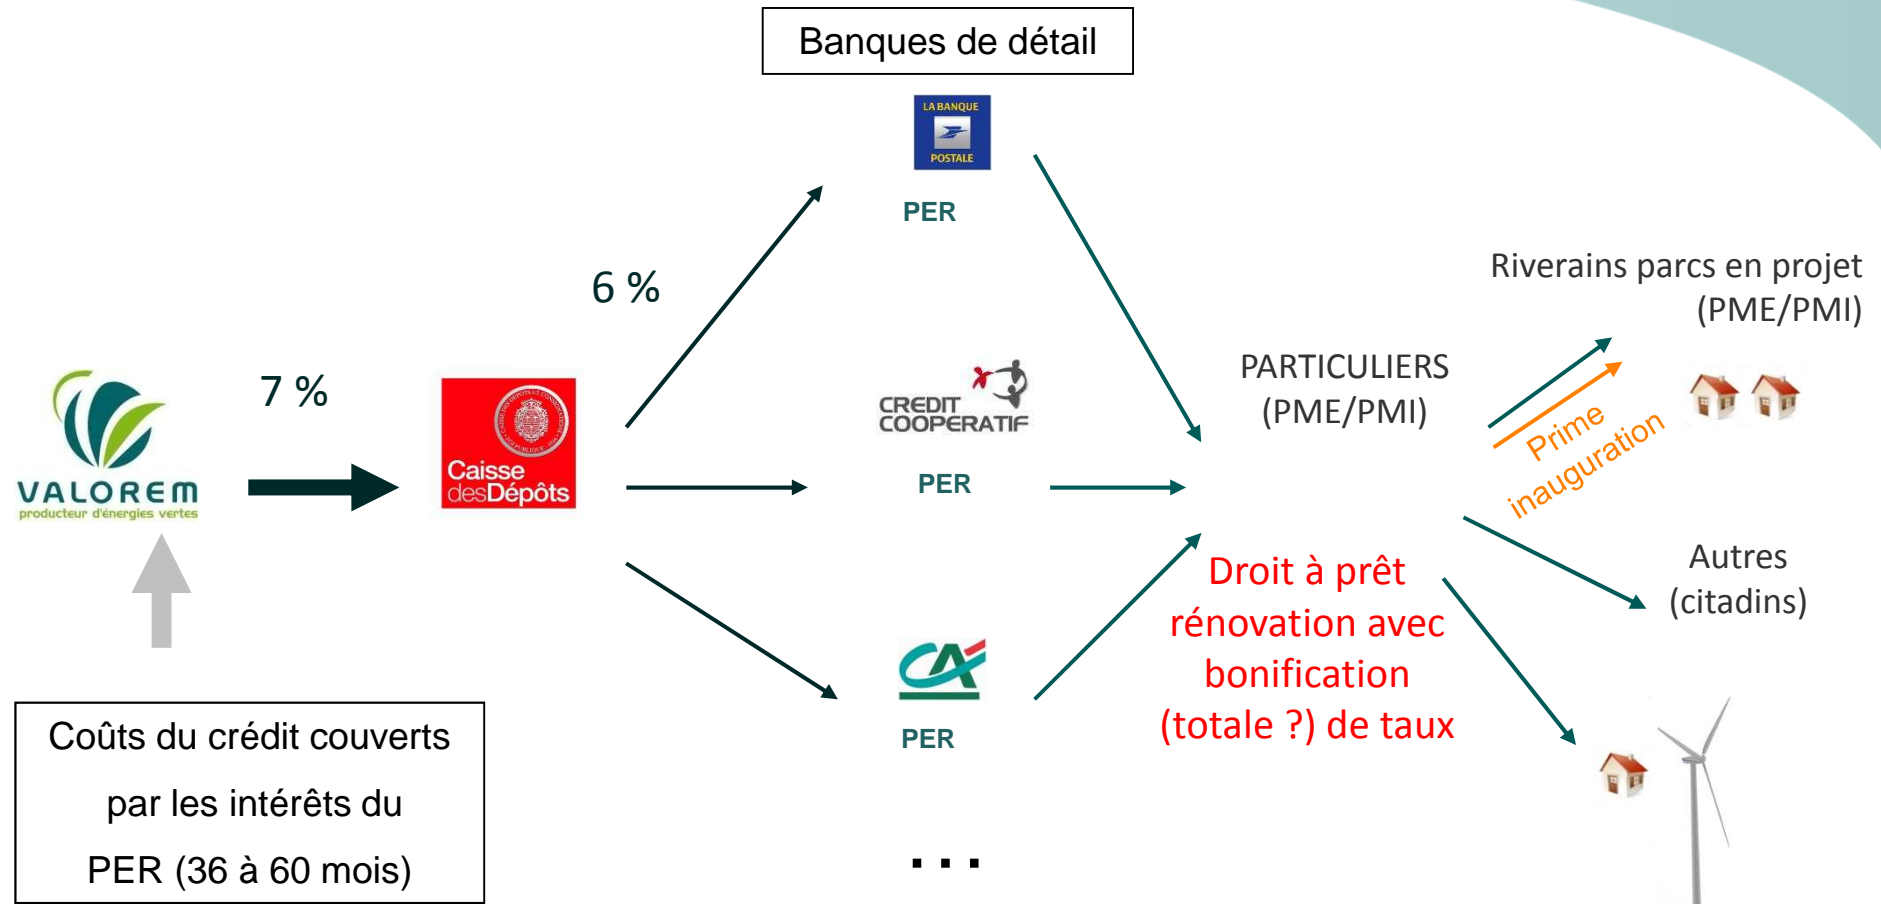 Banques de détail
LA BANQUE
POSTALE
PER
6 %
7 %
VALOREM
producteur d'énergies vertes
Caisse
desDépôts
CREDIT
COOPERATIF
PER
CA
PER
...
PARTICULIERS
(PME/PMI)
Droit à prêt
rénovation avec
bonification
(totale ?) de taux
Riverains parcs en projet
(PME/PMI)
Prime
inauguration
Autres
(citadins)
Coûts du crédit couverts
par les intérêts du
PER (36 à 60 mois)